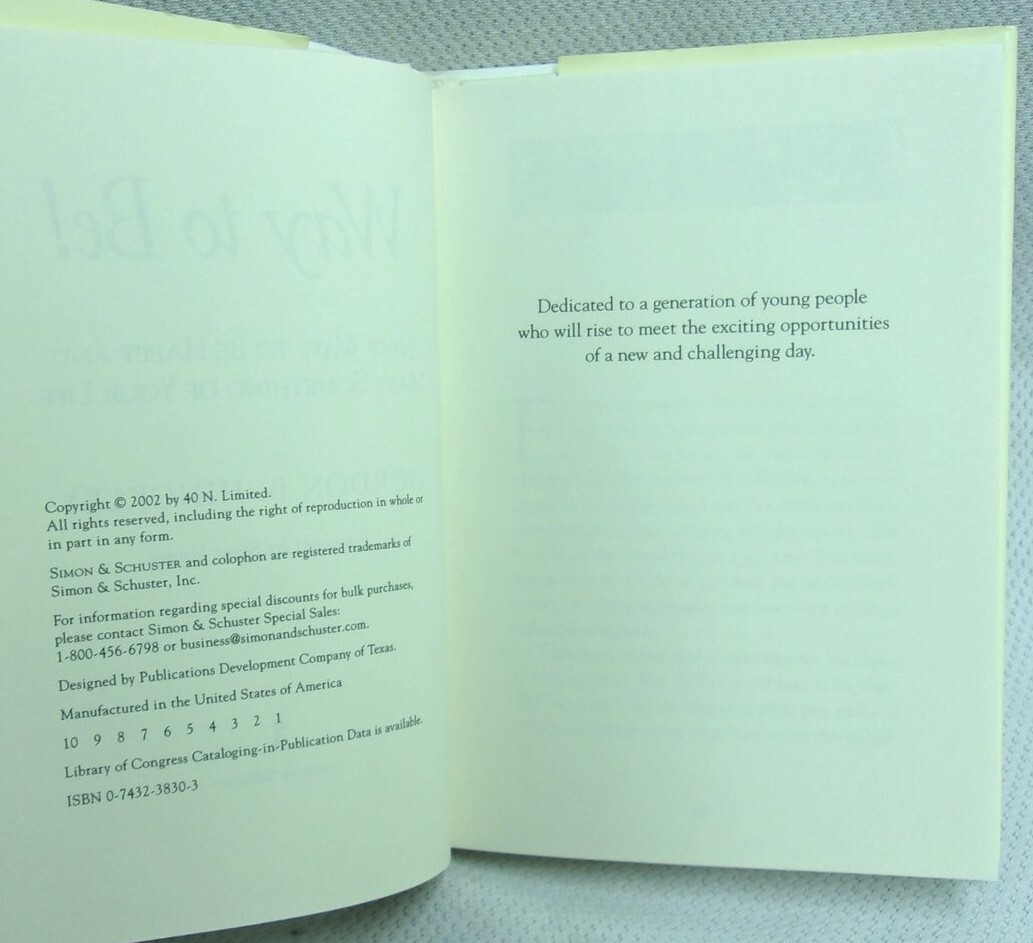 Way to Be!
Copyright © 2002 by 40 N. Limited.
All rights reserved, including the right of reproduction in whole or
in part in any form.
SIMON & SCHUSTER and colophon are registered trademarks of
Simon & Schuster, Inc.
For information regarding special discounts for bulk purchases,
please contact Simon & Schuster Special Sales:
1-800-456-6798 or business@simonandschuster.com.
Designed by Publications Development Company of Texas.
Manufactured in the United States of America
10 9 8 7 6 5 4 3 2 1
Library of Congress Cataloging-in-Publication Data is available.
ISBN 0-7432-3830-3
Dedicated to a generation of young people
who will rise to meet the exciting opportunities
of a new and challenging day.